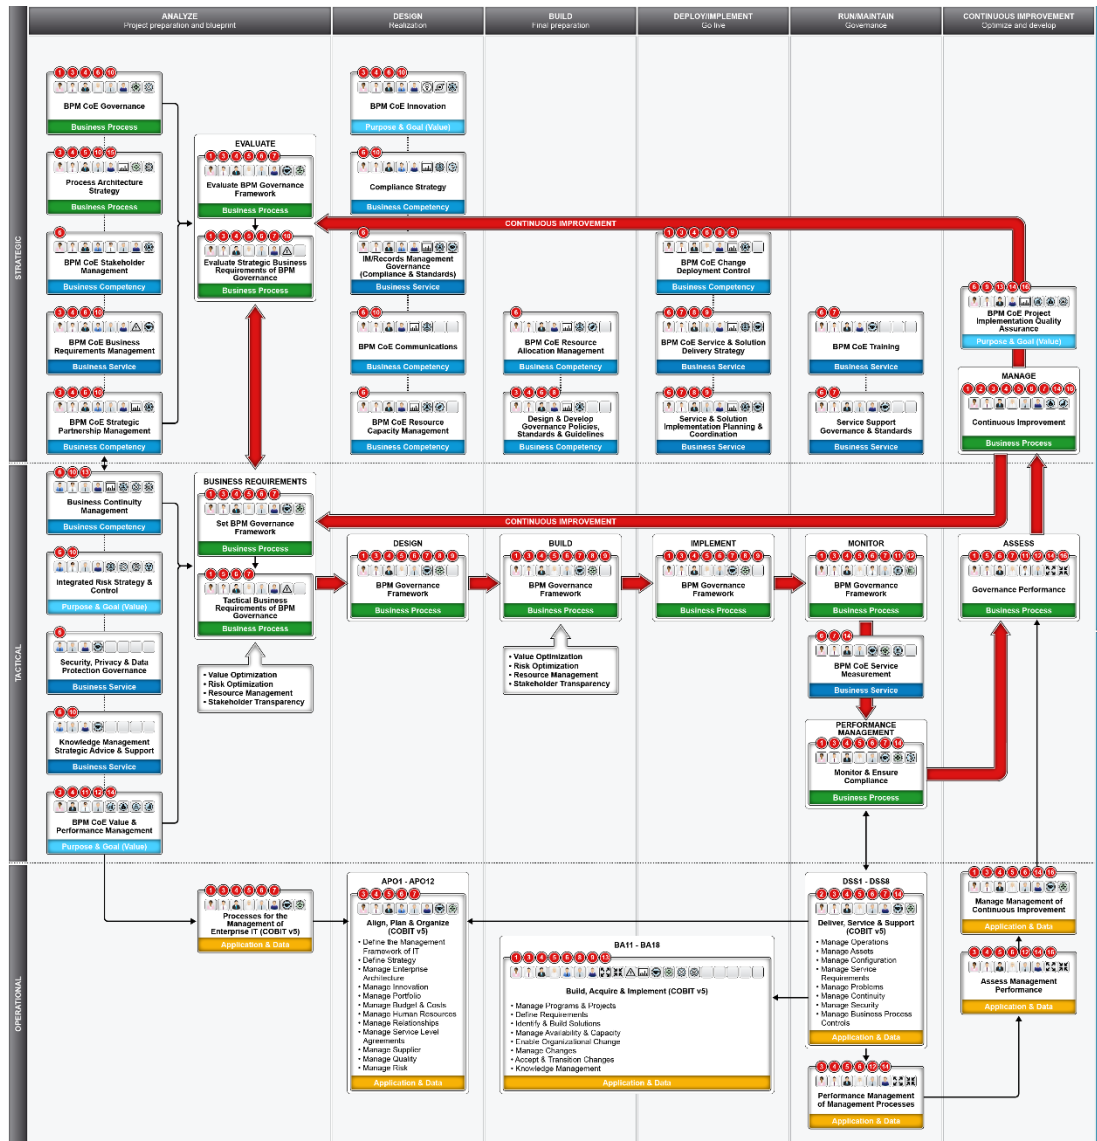 ANALYZE
Project preparation and blueprint
DESIGN
Realization
BUILD
Final preparation
DEPLOY/IMPLEMENT
Go live
RUN/MAINTAIN
Governance
CONTINUOUS IMPROVEMENT
Optimize and develop
STRATEGIC
BPM CoE Governance
Business Process
Process Architecture
Strategy
Business Process
BPM CoE Stakeholder
Management
Business Competency
BPM CoE Business
Requirements Management
Business Service
BPM CoE Strategic
Partnership Management
Business Competency
EVALUATE
Evaluate BPM Governance
Framework
Business Process
Evaluate Strategic Business
Requirements of BPM
Governance
Business Process
BPM CoE Innovation
Purpose & Goal (Value)
Compliance Strategy
Business Competency
CONTINUOUS IMPROVEMENT
IM/Records Management
Governance
(Compliance & Standards)
Business Service
BPM CoE Communications
Business Competency
BPM CoE Resource
Capacity Management
Business Competency
BPM CoE Resource
Allocation Management
Business Competency
Design & Develop
Governance Policies,
Standards & Guidelines
Business Competency
BPM CoE Change
Deployment Control
Business Competency
BPM CoE Service & Solution
Delivery Strategy
Business Service
Service & Solution
Implementation Planning &
Coordination
Business Service
BPM CoE Training
Business Service
Service Support
Governance & Standards
Business Service
BPM CoE Project
Implementation Quality
Assurance
Purpose & Goal (Value)
MANAGE
Continuous Improvement
Business Process
TACTICAL
Business Continuity
Management
Business Competency
Integrated Risk Strategy &
Control
Purpose & Goal (Value)
Security, Privacy & Data
Protection Governance
Business Service
Knowledge Management
Strategic Advice & Support
Business Service
BPM CoE Value &
Performance Management
Purpose & Goal (Value)
BUSINESS REQUIREMENTS
Set BPM Governance
Framework
Business Process
Tactical Business
Requirements of BPM
Governance
Business Process
• Value Optimization
• Risk Optimization
• Resource Management
• Stakeholder Transparency
CONTINUOUS IMPROVEMENT
DESIGN
BPM Governance
Framework
Business Process
BUILD
BPM Governance
Framework
Business Process
• Value Optimization
• Risk Optimization
• Resource Management
• Stakeholder Transparency
IMPLEMENT
BPM Governance
Framework
Business Process
MONITOR
BPM Governance
Framework
Business Process
BPM CoE Service
Measurement
Business Service
PERFORMANCE
MANAGEMENT
Monitor & Ensure
Compliance
Business Process
ASSESS
Governance Performance
Business Process
OPERATIONAL
Processes for the
Management of
Enterprise IT (COBIT v5)
Application & Data
APO1 - APO12
Align, Plan & Organize
(COBIT v5)
• Define the Management
Framework of IT
• Define Strategy
• Manage Enterprise
Architecture
• Manage Innovation
• Manage Portfolio
• Manage Budget & Costs
• Manage Human Resources
• Manage Relationships
• Manage Service Level
Agreements
• Manage Supplier
• Manage Quality
• Manage Risk
Application & Data
BA11 - BA18
Build, Acquire & Implement (COBIT v5)
• Manage Programs & Projects
• Define Requirements
• Identify & Build Solutions
• Manage Availability & Capacity
• Enable Organizational Change
• Manage Changes
• Accept & Transition Changes
• Knowledge Management
Application & Data
DSS1 - DSS8
Deliver, Service & Support
(COBIT v5)
• Manage Operations
• Manage Assets
• Manage Configuration
• Manage Service
Requirements
• Manage Problems
• Manage Continuity
• Manage Security
• Manage Business Process
Controls
Application & Data
Performance Management
of Management Processes
Application & Data
Manage Management of
Continuous Improvement
Application & Data
Assess Management
Performance
Application & Data